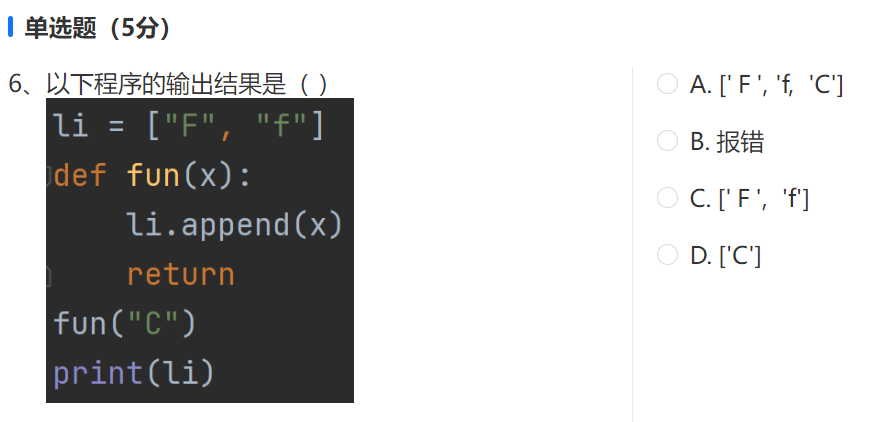 单选题（5分）
6、以下程序的输出结果是（ ）
li = ["F", "f"]
def fun(x):
    li.append(x)
    return
fun("C")
print(li)
A. [' F ', 'f, 'C']
B. 报错
C. [' F ', 'f']
D. ['C']